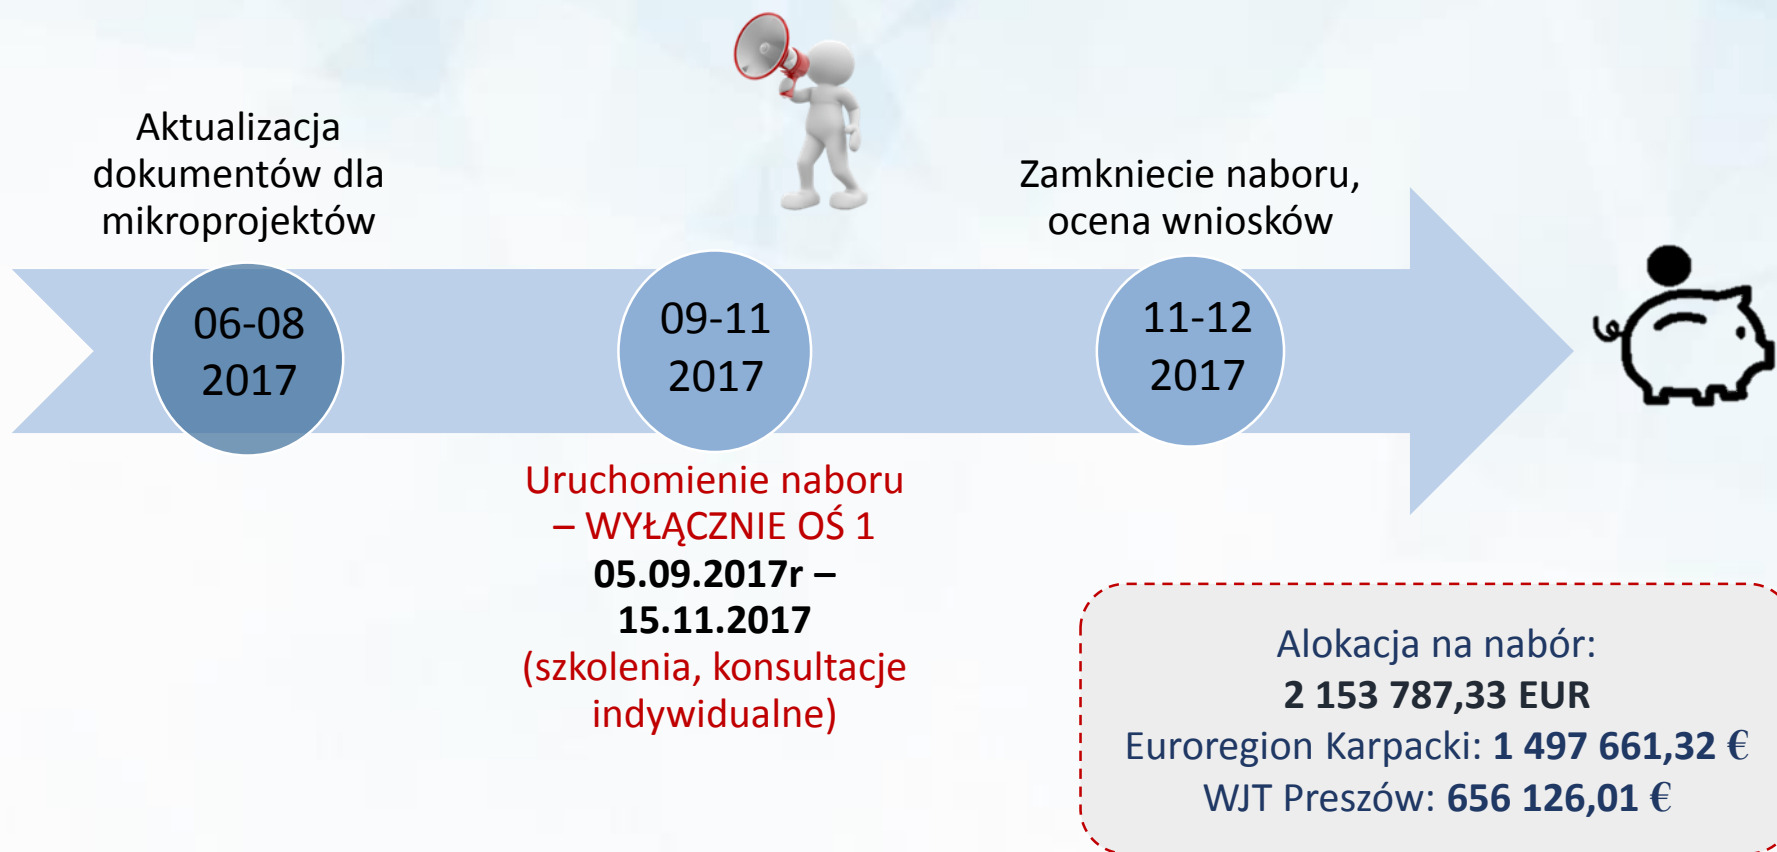 Aktualizacja
dokumentów dla
mikroprojektów
06-08
2017
09-11
2017
Uruchomienie naboru
– WYŁĄCZNIE OŚ 1
05.09.2017r –
15.11.2017
(szkolenia, konsultacje
indywidualne)
Zamkniecie naboru,
ocena wniosków
11-12
2017
Alokacja na nabór:
2 153 787,33 EUR
Euroregion Karpacki: 1 497 661,32 €
WJT Preszów: 656 126,01 €